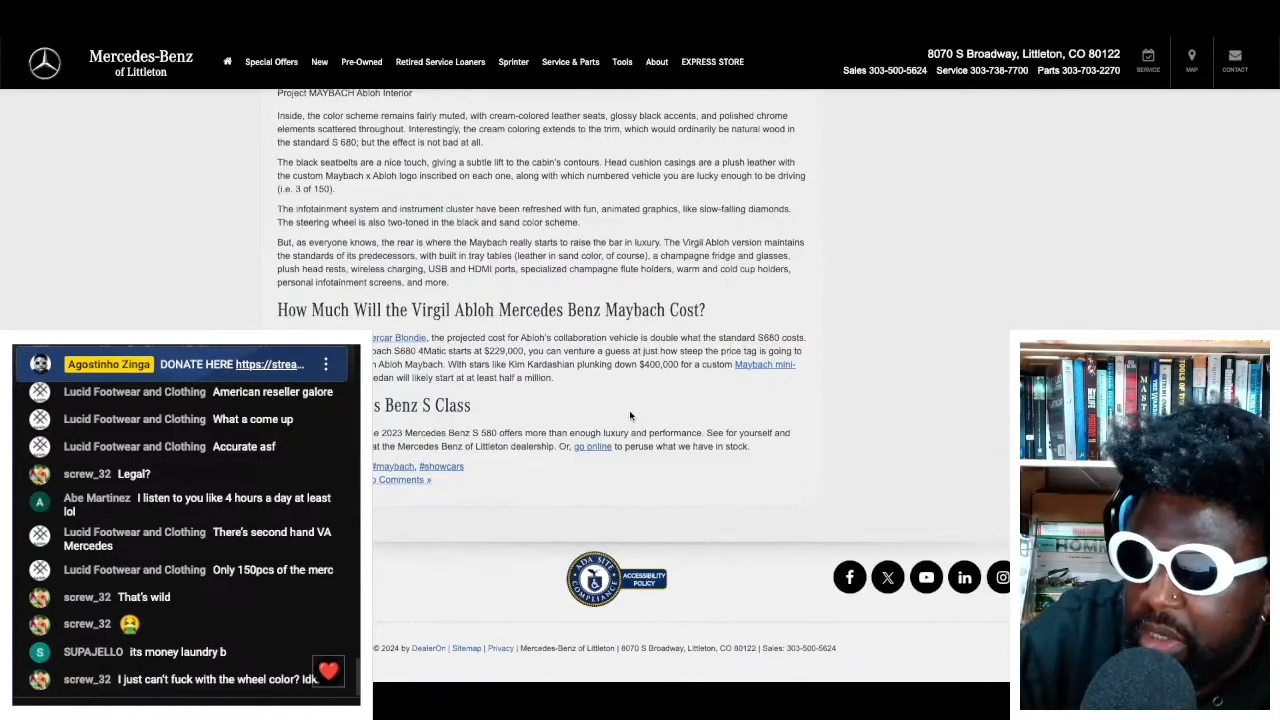 Mercedes-Benz
of Littleton
Special Offers
New
Pre-Owned
Retired Service Loaners
Sprinter
Service & Parts
Tools
About
EXPRESS STORE
8070 S Broadway, Littleton, CO 80122
Sales 303-500-5624 Service 303-738-7700 Parts 303-703-2270
SERVICE
MAP
CONTACT
Project MAYBACH Abloh Interior
Inside, the color scheme remains fairly muted, with cream-colored leather seats, glossy black accents, and polished chrome
elements scattered throughout. Interestingly, the cream coloring extends to the trim, which would ordinarily be natural wood in
the standard S 680; but the effect is not bad at all.
The black seatbelts are a nice touch, giving a subtle lift to the cabin's contours. Head cushion casings are a plush leather with
the custom Maybach x Abloh logo inscribed on each one, along with which numbered vehicle you are lucky enough to be driving
(i.e. 3 of 150).
The infotainment system and instrument cluster have been refreshed with fun, animated graphics, like slow-falling diamonds.
The steering wheel is also two-toned in the black and sand color scheme.
But, as everyone knows, the rear is where the Maybach really starts to raise the bar in luxury. The Virgil Abloh version maintains
the standards of its predecessors, with built in tray tables (leather in sand color, of course), a champagne fridge and glasses,
plush head rests, wireless charging, USB and HDMI ports, specialized champagne flute holders, warm and cold cup holders,
personal infotainment screens, and more.
How Much Will the Virgil Abloh Mercedes Benz Maybach Cost?
ercar Blondie, the projected cost for Abloh's collaboration vehicle is double what the standard S680 costs.
ach S680 4Matic starts at $229,000, you can venture a guess at just how steep the price tag is going to
n Abloh Maybach. With stars like Kim Kardashian plunking down $400,000 for a custom Maybach mini-
edan will likely start at at least half a million.
s Benz S Class
e 2023 Mercedes Benz S 580 offers more than enough luxury and performance. See for yourself and
at the Mercedes Benz of Littleton dealership. Or, go online to peruse what we have in stock.
#maybach, #showcars
o Comments »
ADA SITE COMPLIANCE
ACCESSIBILITY
POLICY
© 2024 by DealerOn | Sitemap | Privacy | Mercedes-Benz of Littleton | 8070 S Broadway, Littleton, CO 80122 | Sales: 303-500-5624
Agostinho Zinga DONATE HERE https://strea...
Lucid Footwear and Clothing American reseller galore
Lucid Footwear and Clothing What a come up
Lucid Footwear and Clothing Accurate asf
screw_32 Legal?
A
Abe Martinez I listen to you like 4 hours a day at least
lol
Lucid Footwear and Clothing There's second hand VA
Mercedes
Lucid Footwear and Clothing Only 150pcs of the merc
screw_32 That's wild
screw_32
S
SUPAJELLO its money laundry b
screw_32 I just can't fuck with the wheel color? Idk.